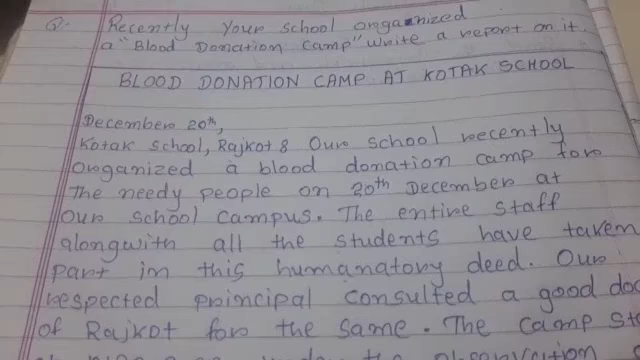 Q. Recently Your school organized
a "Blood Donation Camp" write a report on it.
BLOOD DONATION CAMP AT KOTAK SCHOOL
December 20th,
Kotak School, Rajkot : Our school recently
organized a blood donation camp for
the needy people on 20th December at
Our school campus. The entire staff
alongwith all the students have taken
part in this humanatory deed. Our
respected principal consulted a good doc
of Rajkot for the same. The camp sta